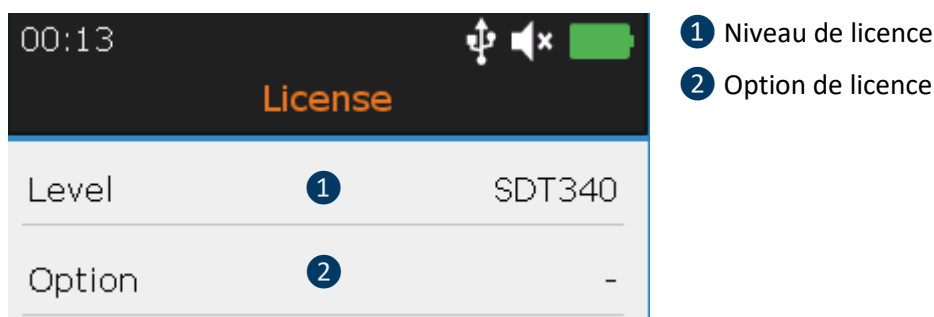 00:13
License
Level 1 SDT340
Option 2 -
1 Niveau de licence
2 Option de licence